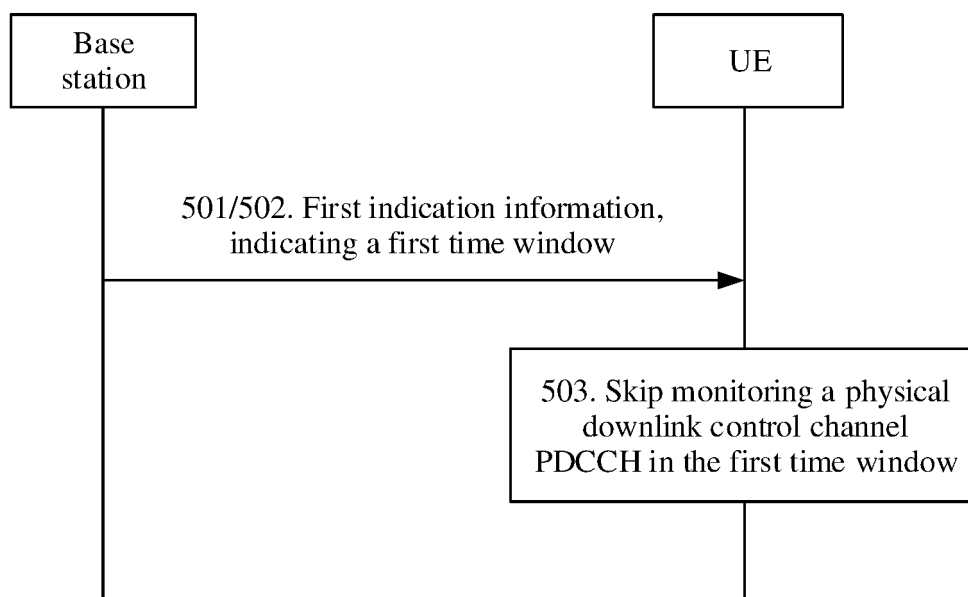 Base
station
UE
501/502. First indication information,
indicating a first time window
503. Skip monitoring a physical
downlink control channel
PDCCH in the first time window